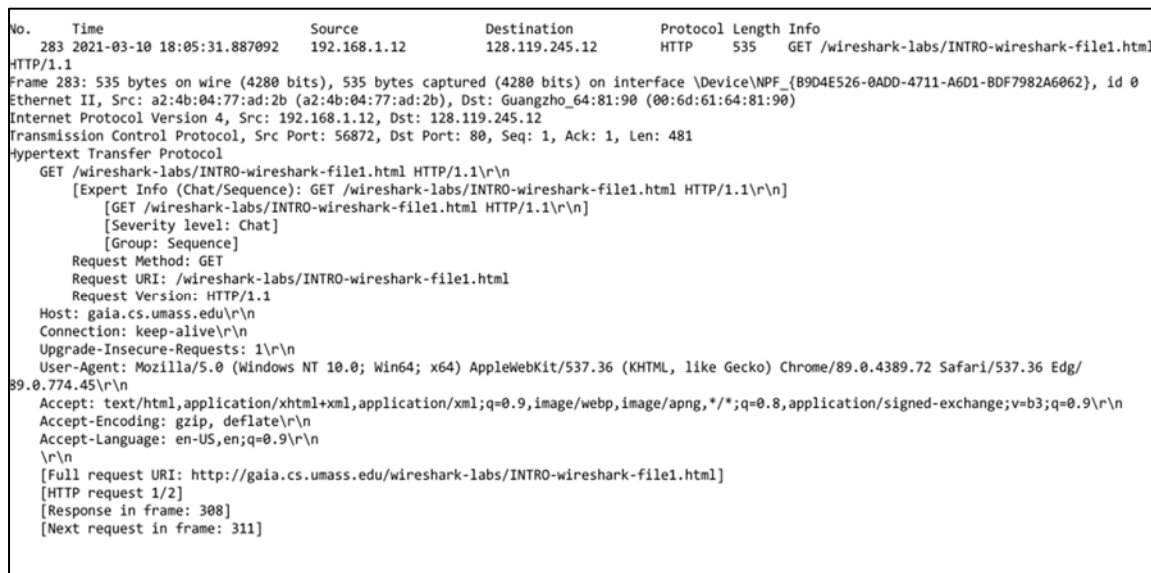 No. Time Source Destination Protocol Length Info
283 2021-03-10 18:05:31.887092 192.168.1.12 128.119.245.12 HTTP 535 GET /wireshark-labs/INTRO-wireshark-file1.html
HTTP/1.1
Frame 283: 535 bytes on wire (4280 bits), 535 bytes captured (4280 bits) on interface \Device\NPF_{B9D4E526-0ADD-4711-A6D1-BDF7982A6062}, id 0
Ethernet II, Src: a2:4b:04:77:ad:2b (a2:4b:04:77:ad:2b), Dst: Guangzho_64:81:90 (00:6d:61:64:81:90)
Internet Protocol Version 4, Src: 192.168.1.12, Dst: 128.119.245.12
Transmission Control Protocol, Src Port: 56872, Dst Port: 80, Seq: 1, Ack: 1, Len: 481
Hypertext Transfer Protocol
GET /wireshark-labs/INTRO-wireshark-file1.html HTTP/1.1\r\n
[Expert Info (Chat/Sequence): GET /wireshark-labs/INTRO-wireshark-file1.html HTTP/1.1\r\n]
[GET /wireshark-labs/INTRO-wireshark-file1.html HTTP/1.1\r\n]
[Severity level: Chat]
[Group: Sequence]
Request Method: GET
Request URI: /wireshark-labs/INTRO-wireshark-file1.html
Request Version: HTTP/1.1
Host: gaia.cs.umass.edu\r\n
Connection: keep-alive\r\n
Upgrade-Insecure-Requests: 1\r\n
User-Agent: Mozilla/5.0 (Windows NT 10.0; Win64; x64) AppleWebKit/537.36 (KHTML, like Gecko) Chrome/89.0.4389.72 Safari/537.36 Edg/
89.0.774.45\r\n
Accept: text/html,application/xhtml+xml,application/xml;q=0.9,image/webp,image/apng,*/*;q=0.8,application/signed-exchange;v=b3;q=0.9\r\n
Accept-Encoding: gzip, deflate\r\n
Accept-Language: en-US,en;q=0.9\r\n
\r\n
[Full request URI: http://gaia.cs.umass.edu/wireshark-labs/INTRO-wireshark-file1.html]
[HTTP request 1/2]
[Response in frame: 308]
[Next request in frame: 311]